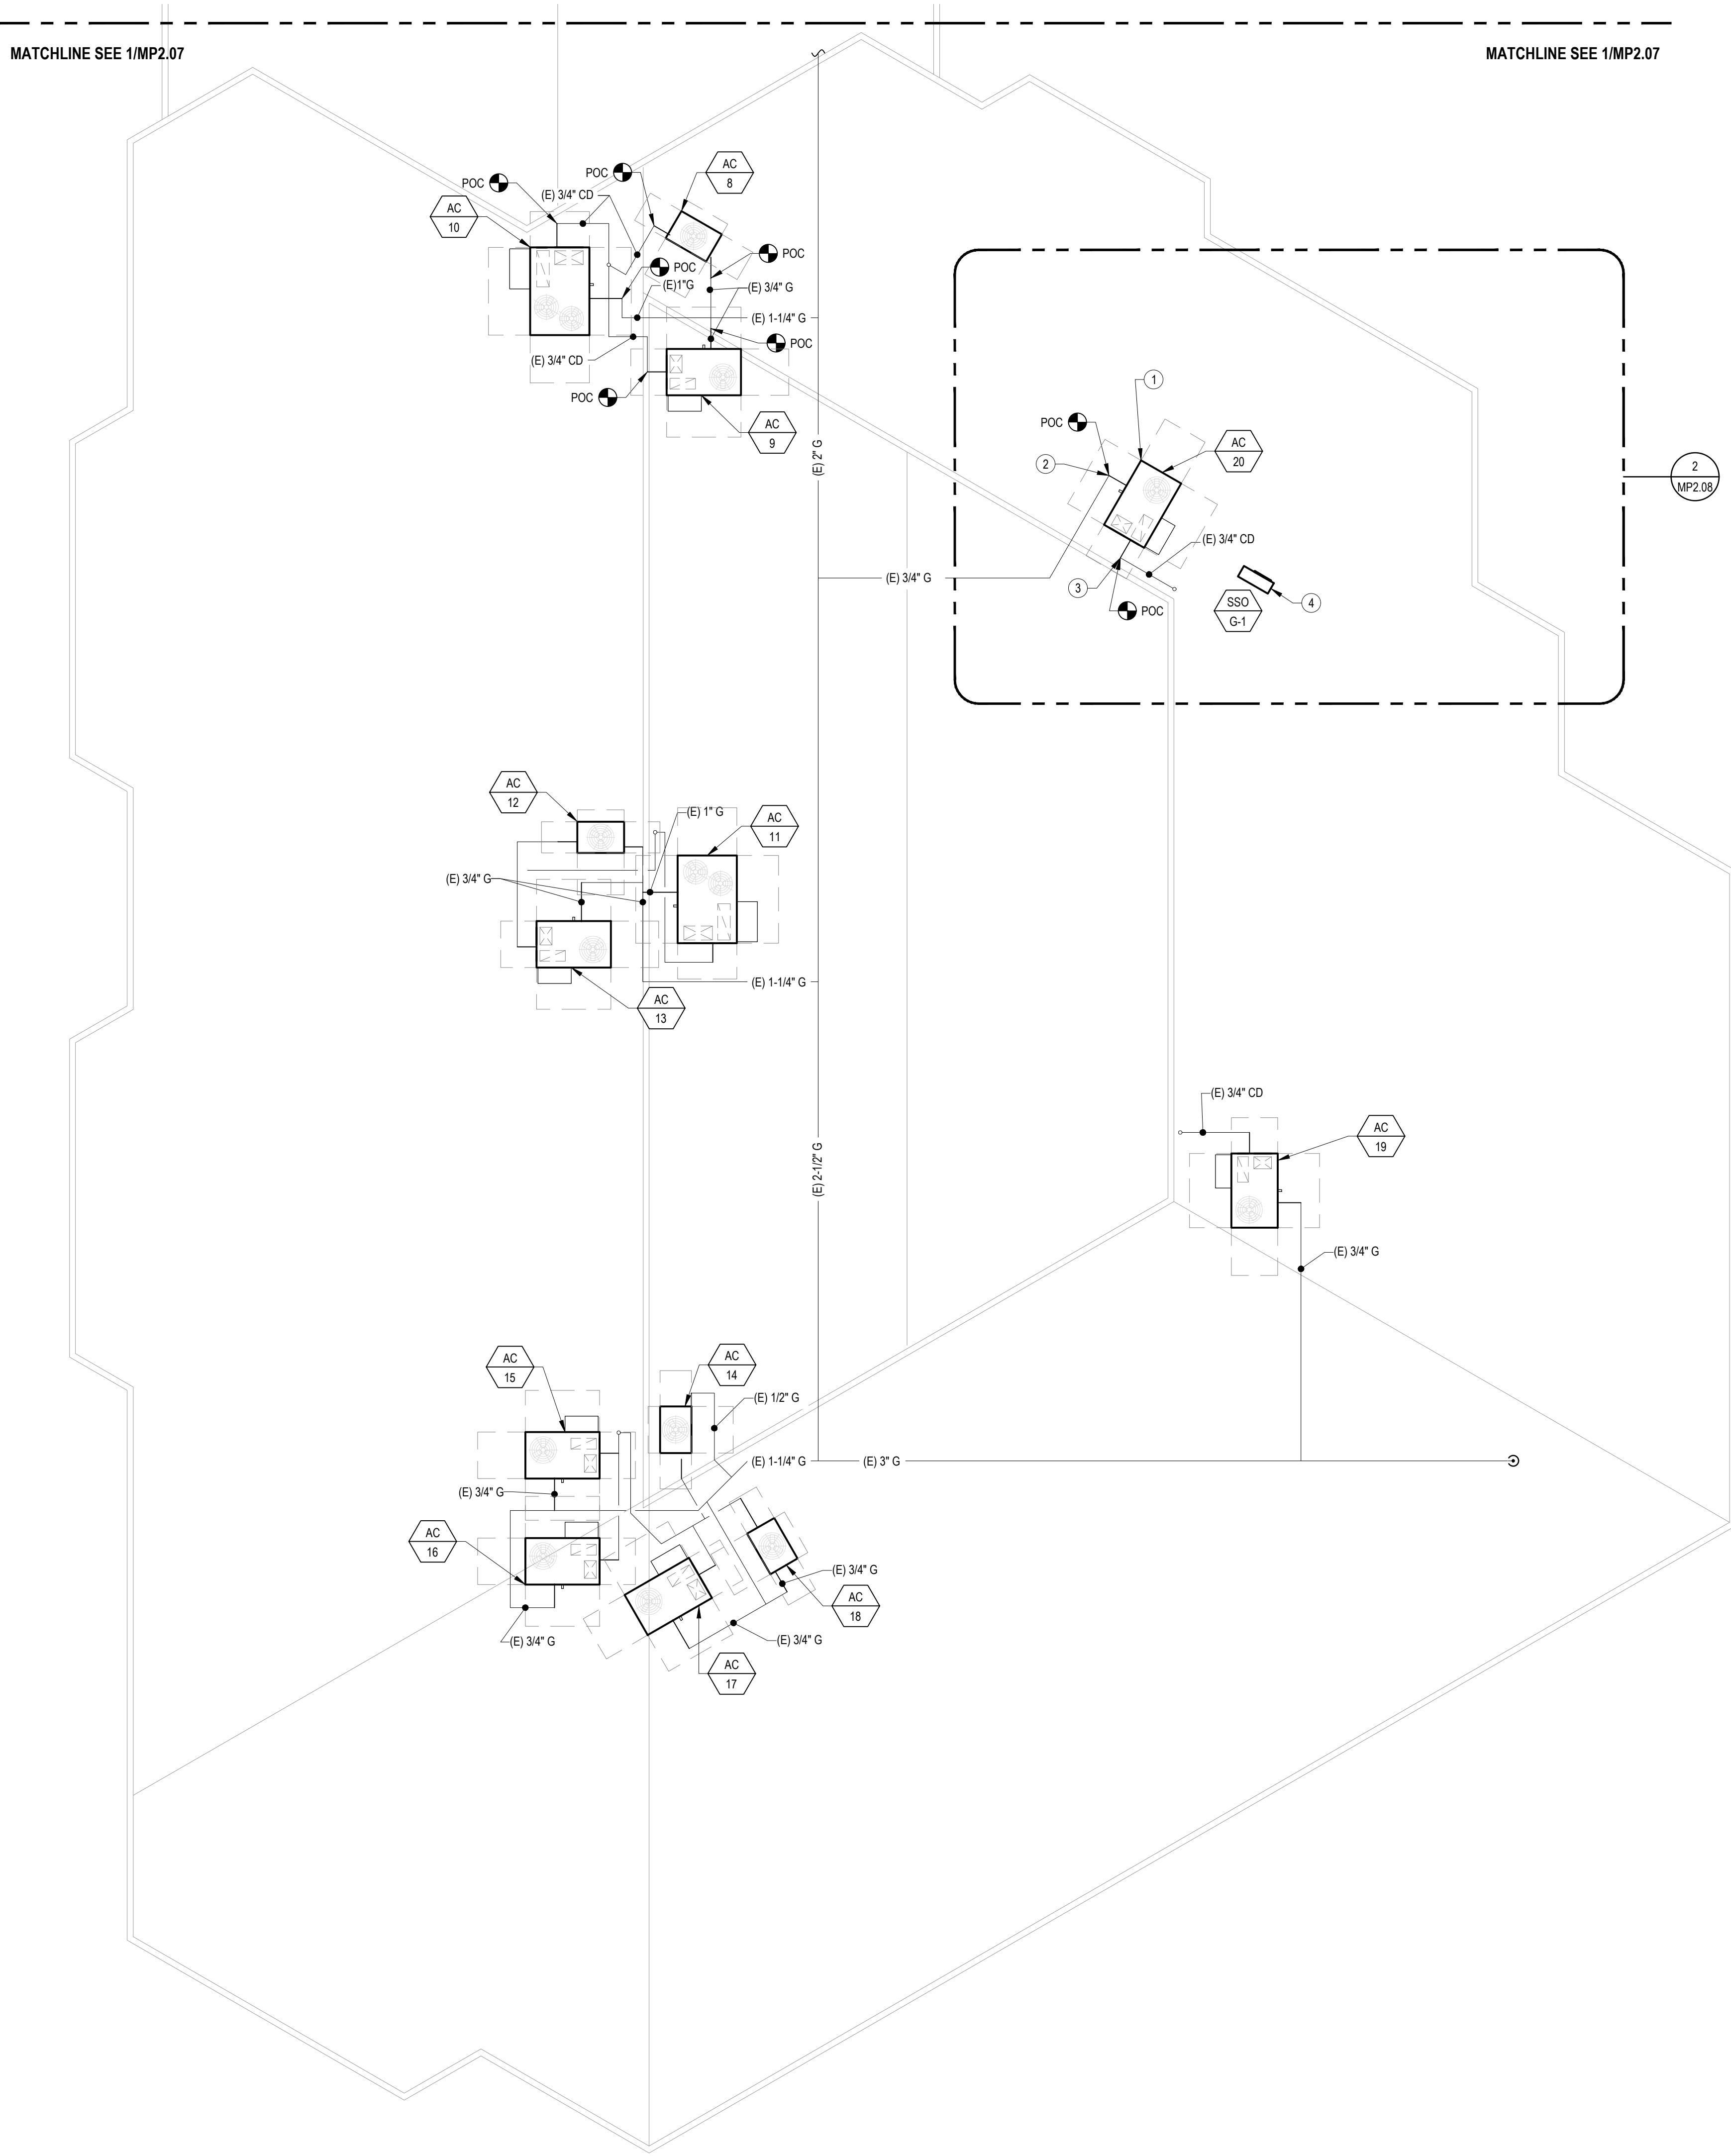 MATCHLINE SEE 1/MP2.07
MATCHLINE SEE 1/MP2.07
AC
8
POC
POC
(E) 3/4" CD
AC
10
POC
POC
(E)1"G
(E) 3/4" G
(E) 1-1/4" G
POC
(E) 3/4" CD
POC
AC
9
(E) 2" G
1
POC
AC
20
2
2
MP2.08
(E) 3/4" CD
(E) 3/4" G
3
POC
SSO
G-1
4
AC
12
(E) 1" G
AC
11
(E) 3/4" G
(E) 1-1/4" G
AC
13
(E) 3/4" CD
AC
19
(E) 2-1/2" G
(E) 3/4" G
AC
15
AC
14
(E) 1/2" G
(E) 1-1/4" G
(E) 3" G
(E) 3/4" G
AC
16
(E) 3/4" G
AC
18
(E) 3/4" G
(E) 3/4" G
AC
17